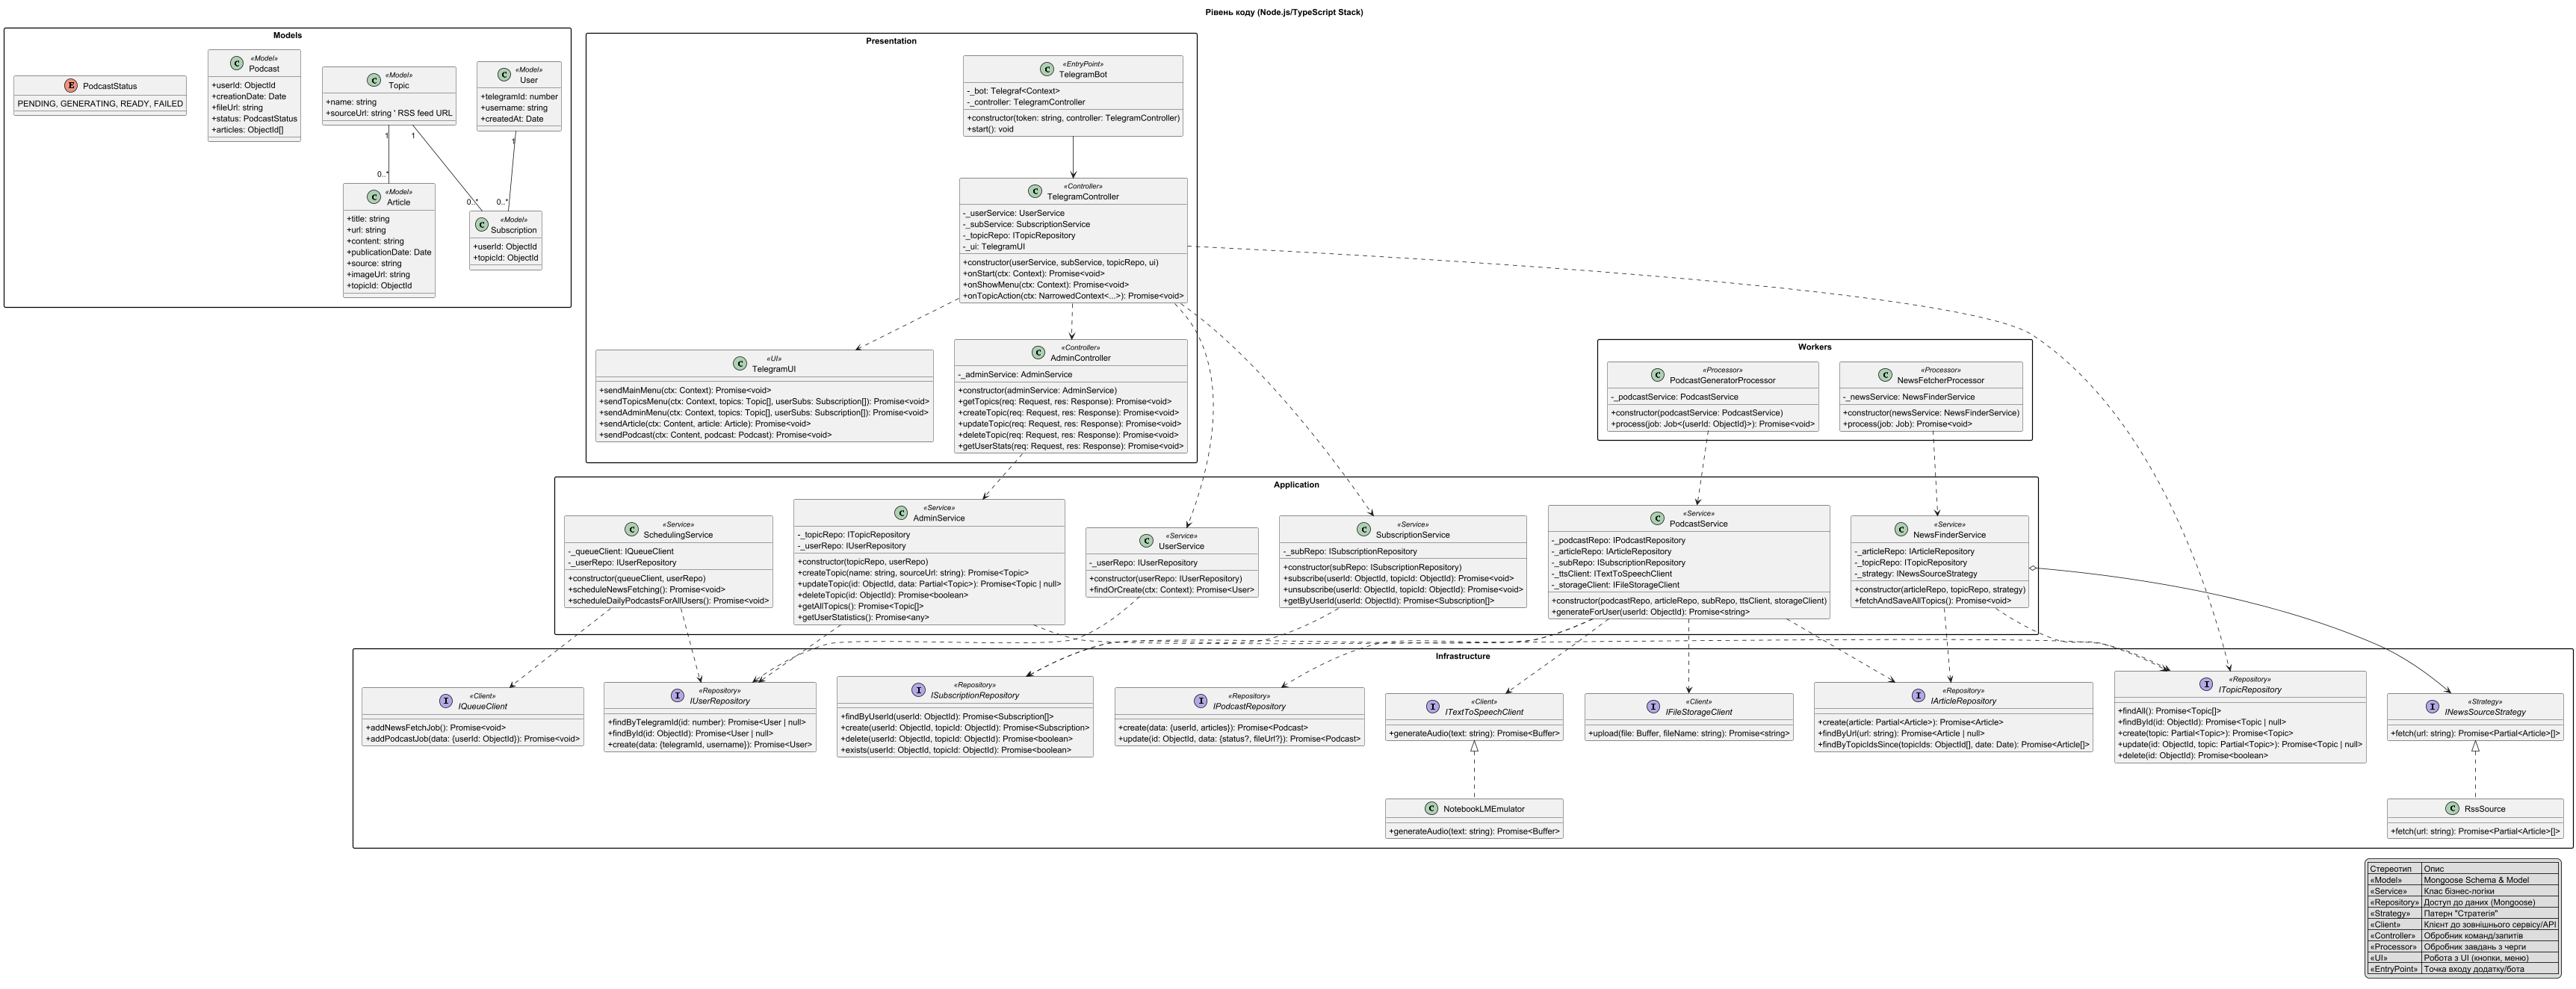 Рівень коду (Node.js/TypeScript Stack)
Models
E PodcastStatus
PENDING, GENERATING, READY, FAILED
«Model»
C Podcast
+userId: ObjectId
+creationDate: Date
+fileUrl: string
+status: PodcastStatus
+articles: ObjectId[]
«Model»
C Topic
+name: string
+sourceUrl: string ' RSS feed URL
«Model»
C User
+telegramId: number
+username: string
+createdAt: Date
1
1
1
0..*
0..*
0..*
«Model»
C Article
+title: string
+url: string
+content: string
+publicationDate: Date
+source: string
+imageUrl: string
+topicId: ObjectId
«Model»
C Subscription
+userId: ObjectId
+topicId: ObjectId
Presentation
«EntryPoint»
C TelegramBot
-_bot: Telegraf<Context>
-_controller: TelegramController
+constructor(token: string, controller: TelegramController)
+start(): void
«Controller»
C TelegramController
-_userService: UserService
-_subService: SubscriptionService
-_topicRepo: ITopicRepository
-_ui: TelegramUI
+constructor(userService, subService, topicRepo, ui)
+onStart(ctx: Context): Promise<void>
+onShowMenu(ctx: Context): Promise<void>
+onTopicAction(ctx: NarrowedContext<...>): Promise<void>
«UI»
C TelegramUI
+sendMainMenu(ctx: Context): Promise<void>
+sendTopicsMenu(ctx: Context, topics: Topic[], userSubs: Subscription[]): Promise<void>
+sendAdminMenu(ctx: Context, topics: Topic[], userSubs: Subscription[]): Promise<void>
+sendArticle(ctx: Content, article: Article): Promise<void>
+sendPodcast(ctx: Content, podcast: Podcast): Promise<void>
«Controller»
C AdminController
-_adminService: AdminService
+constructor(adminService: AdminService)
+getTopics(req: Request, res: Response): Promise<void>
+createTopic(req: Request, res: Response): Promise<void>
+updateTopic(req: Request, res: Response): Promise<void>
+deleteTopic(req: Request, res: Response): Promise<void>
+getUserStats(req: Request, res: Response): Promise<void>
Workers
«Processor»
C PodcastGeneratorProcessor
-_podcastService: PodcastService
+constructor(podcastService: PodcastService)
+process(job: Job<{userId: ObjectId}>): Promise<void>
«Processor»
C NewsFetcherProcessor
-_newsService: NewsFinderService
+constructor(newsService: NewsFinderService)
+process(job: Job): Promise<void>
Application
«Service»
C SchedulingService
-_queueClient: IQueueClient
-_userRepo: IUserRepository
+constructor(queueClient, userRepo)
+scheduleNewsFetching(): Promise<void>
+scheduleDailyPodcastsForAllUsers(): Promise<void>
«Service»
C AdminService
-_topicRepo: ITopicRepository
-_userRepo: IUserRepository
+constructor(topicRepo, userRepo)
+createTopic(name: string, sourceUrl: string): Promise<Topic>
+updateTopic(id: ObjectId, data: Partial<Topic>): Promise<Topic | null>
+deleteTopic(id: ObjectId): Promise<boolean>
+getAllTopics(): Promise<Topic[]>
+getUserStatistics(): Promise<any>
«Service»
C UserService
-_userRepo: IUserRepository
+constructor(userRepo: IUserRepository)
+findOrCreate(ctx: Context): Promise<User>
«Service»
C SubscriptionService
-_subRepo: ISubscriptionRepository
+constructor(subRepo: ISubscriptionRepository)
+subscribe(userId: ObjectId, topicId: ObjectId): Promise<void>
+unsubscribe(userId: ObjectId, topicId: ObjectId): Promise<void>
+getByUserId(userId: ObjectId): Promise<Subscription[]>
«Service»
C PodcastService
-_podcastRepo: IPodcastRepository
-_articleRepo: IArticleRepository
-_subRepo: ISubscriptionRepository
-_ttsClient: ITextToSpeechClient
-_storageClient: IFileStorageClient
+constructor(podcastRepo, articleRepo, subRepo, ttsClient, storageClient)
+generateForUser(userId: ObjectId): Promise<string>
«Service»
C NewsFinderService
-_articleRepo: IArticleRepository
-_topicRepo: ITopicRepository
-_strategy: INewsSourceStrategy
+constructor(articleRepo, topicRepo, strategy)
+fetchAndSaveAllTopics(): Promise<void>
Infrastructure
«Client»
I IQueueClient
+addNewsFetchJob(): Promise<void>
+addPodcastJob(data: {userId: ObjectId}): Promise<void>
«Repository»
I IUserRepository
+findByTelegramId(id: number): Promise<User | null>
+findById(id: ObjectId): Promise<User | null>
+create(data: {telegramId, username}): Promise<User>
«Repository»
I ISubscriptionRepository
+findByUserId(userId: ObjectId): Promise<Subscription[]>
+create(userId: ObjectId, topicId: ObjectId): Promise<Subscription>
+delete(userId: ObjectId, topicId: ObjectId): Promise<boolean>
+exists(userId: ObjectId, topicId: ObjectId): Promise<boolean>
«Repository»
I IPodcastRepository
+create(data: {userId, articles}): Promise<Podcast>
+update(id: ObjectId, data: {status?, fileUrl?}): Promise<Podcast>
«Client»
I ITextToSpeechClient
+generateAudio(text: string): Promise<Buffer>
«Client»
I IFileStorageClient
+upload(file: Buffer, fileName: string): Promise<string>
«Repository»
I IArticleRepository
+create(article: Partial<Article>): Promise<Article>
+findByUrl(url: string): Promise<Article | null>
+findByTopicIdsSince(topicIds: ObjectId[], date: Date): Promise<Article[]>
«Repository»
I ITopicRepository
+findAll(): Promise<Topic[]>
+findById(id: ObjectId): Promise<Topic | null>
+create(topic: Partial<Topic>): Promise<Topic>
+update(id: ObjectId, topic: Partial<Topic>): Promise<Topic | null>
+delete(id: ObjectId): Promise<boolean>
«Strategy»
I INewsSourceStrategy
+fetch(url: string): Promise<Partial<Article>[]>
C NotebookLMEmulator
+generateAudio(text: string): Promise<Buffer>
C RssSource
+fetch(url: string): Promise<Partial<Article>[]>
Стереотип Опис
«Model» Mongoose Schema & Model
«Service» Клас бізнес-логіки
«Repository» Доступ до даних (Mongoose)
«Strategy» Патерн "Стратегія"
«Client» Клієнт до зовнішнього сервісу/API
«Controller» Обробник команд/запитів
«Processor» Обробник завдань з черги
«UI» Робота з UI (кнопки, меню)
«EntryPoint» Точка входу додатку/бота